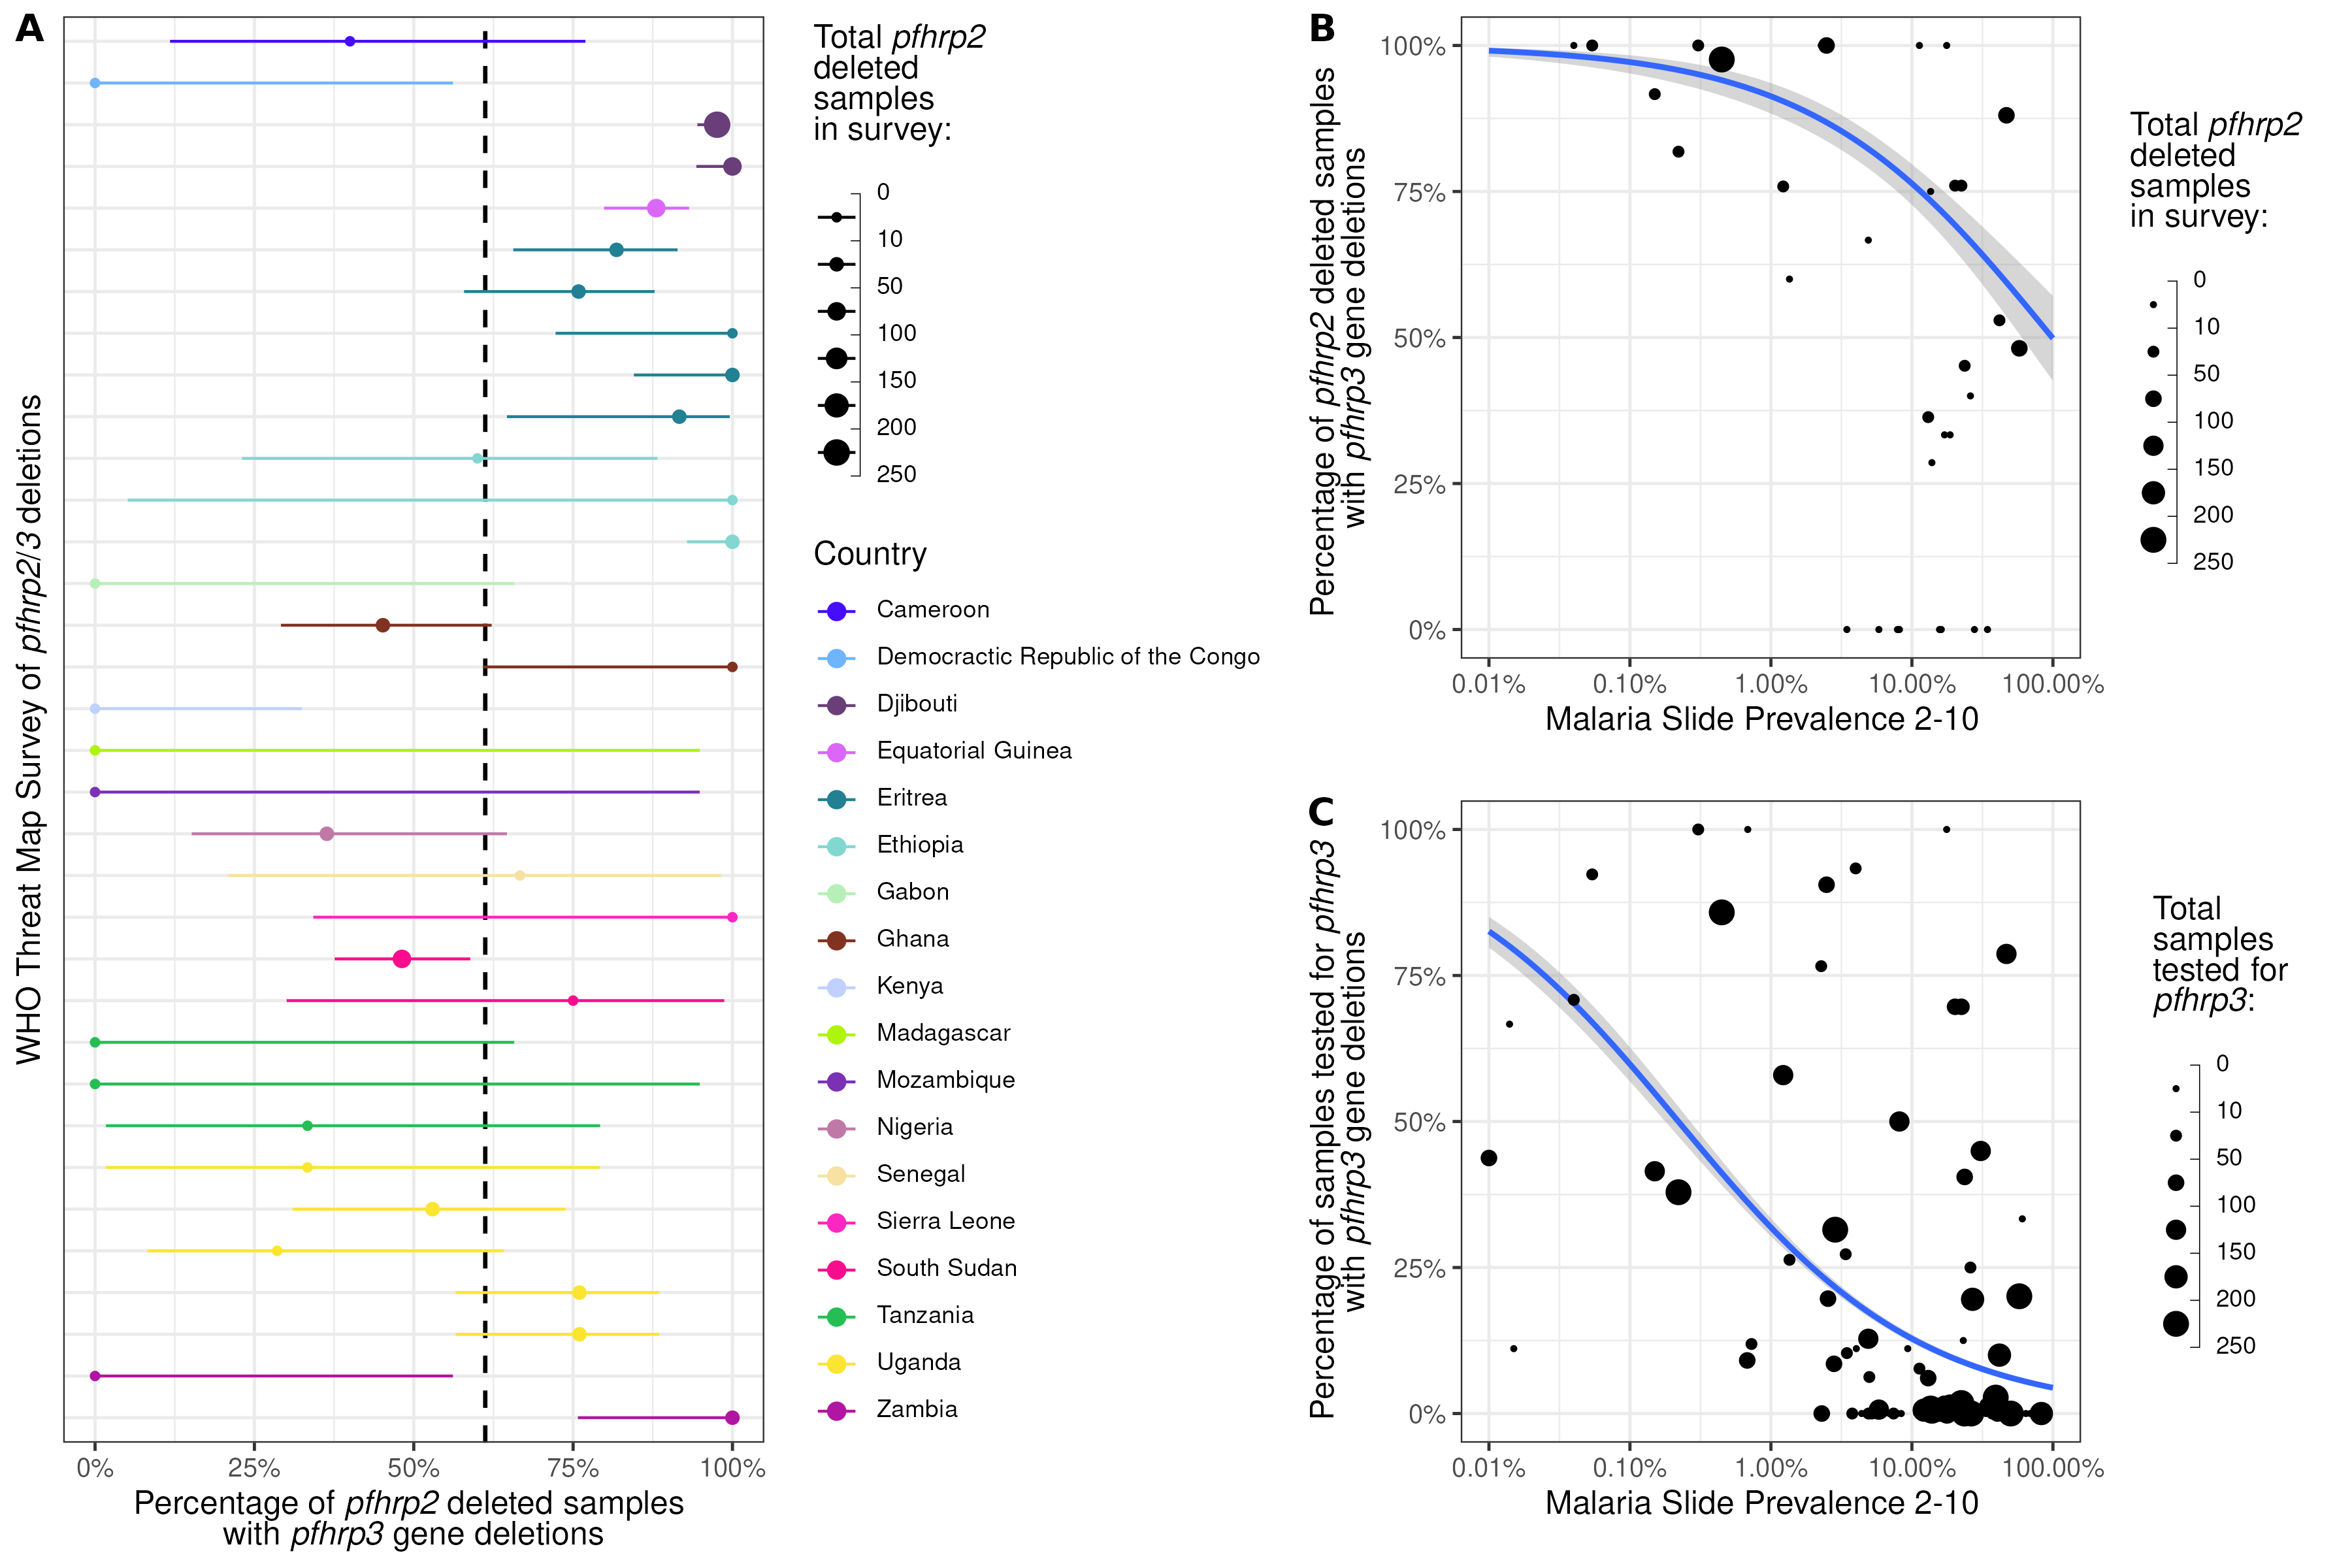 A
WHO Threat Map Survey of pfhrp2/3 deletions
0%
25%
50%
75%
100%
Percentage of pfhrp2 deleted samples
with pfhrp3 gene deletions
Total pfhrp2
deleted
samples
in survey:
0
10
50
100
150
200
250
Country
Cameroon
Democractic Republic of the Congo
Djibouti
Equatorial Guinea
Eritrea
Ethiopia
Gabon
Ghana
Kenya
Madagascar
Mozambique
Nigeria
Senegal
Sierra Leone
South Sudan
Tanzania
Uganda
Zambia
B
Percentage of pfhrp2 deleted samples
with pfhrp3 gene deletions
100%
75%
50%
25%
0%
0.01%
0.10%
1.00%
10.00%
100.00%
Malaria Slide Prevalence 2-10
Total pfhrp2
deleted
samples
in survey:
0
10
50
100
150
200
250
C
Percentage of samples tested for pfhrp3
with pfhrp3 gene deletions
100%
75%
50%
25%
0%
0.01%
0.10%
1.00%
10.00%
100.00%
Malaria Slide Prevalence 2-10
Total
samples
tested for
pfhrp3:
0
10
50
100
150
200
250